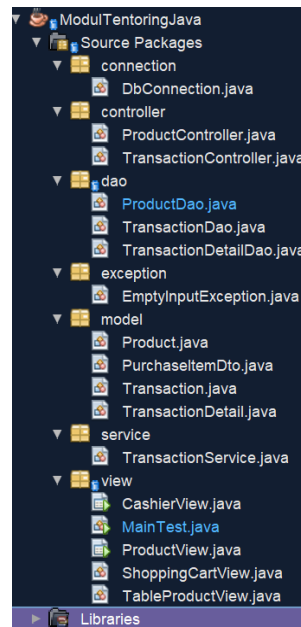 ModulTentoringJava
Source Packages
connection
DbConnection.java
controller
ProductController.java
TransactionController.java
dao
ProductDao.java
TransactionDao.java
TransactionDetailDao.java
exception
EmptyInputException.java
model
Product.java
PurchaseItemDto.java
Transaction.java
TransactionDetail.java
service
TransactionService.java
view
CashierView.java
MainTest.java
ProductView.java
ShoppingCartView.java
TableProductView.java
Libraries